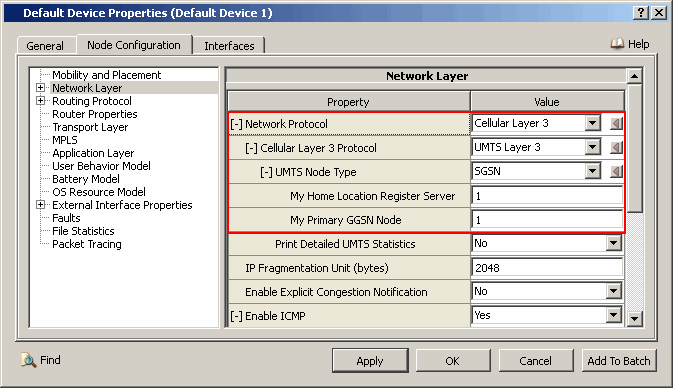 Default Device Properties (Default Device 1)
General Node Configuration Interfaces Help
Mobility and Placement
Network Layer
Routing Protocol
Router Properties
Transport Layer
MPLS
Application Layer
User Behavior Model
Battery Model
OS Resource Model
External Interface Properties
Faults
File Statistics
Packet Tracing
Network Layer
Property Value
[-] Network Protocol Cellular Layer 3
[-] Cellular Layer 3 Protocol UMTS Layer 3
[-] UMTS Node Type SGSN
My Home Location Register Server 1
My Primary GGSN Node 1
Print Detailed UMTS Statistics No
IP Fragmentation Unit (bytes) 2048
Enable Explicit Congestion Notification No
[-] Enable ICMP Yes
Find Apply OK Cancel Add To Batch